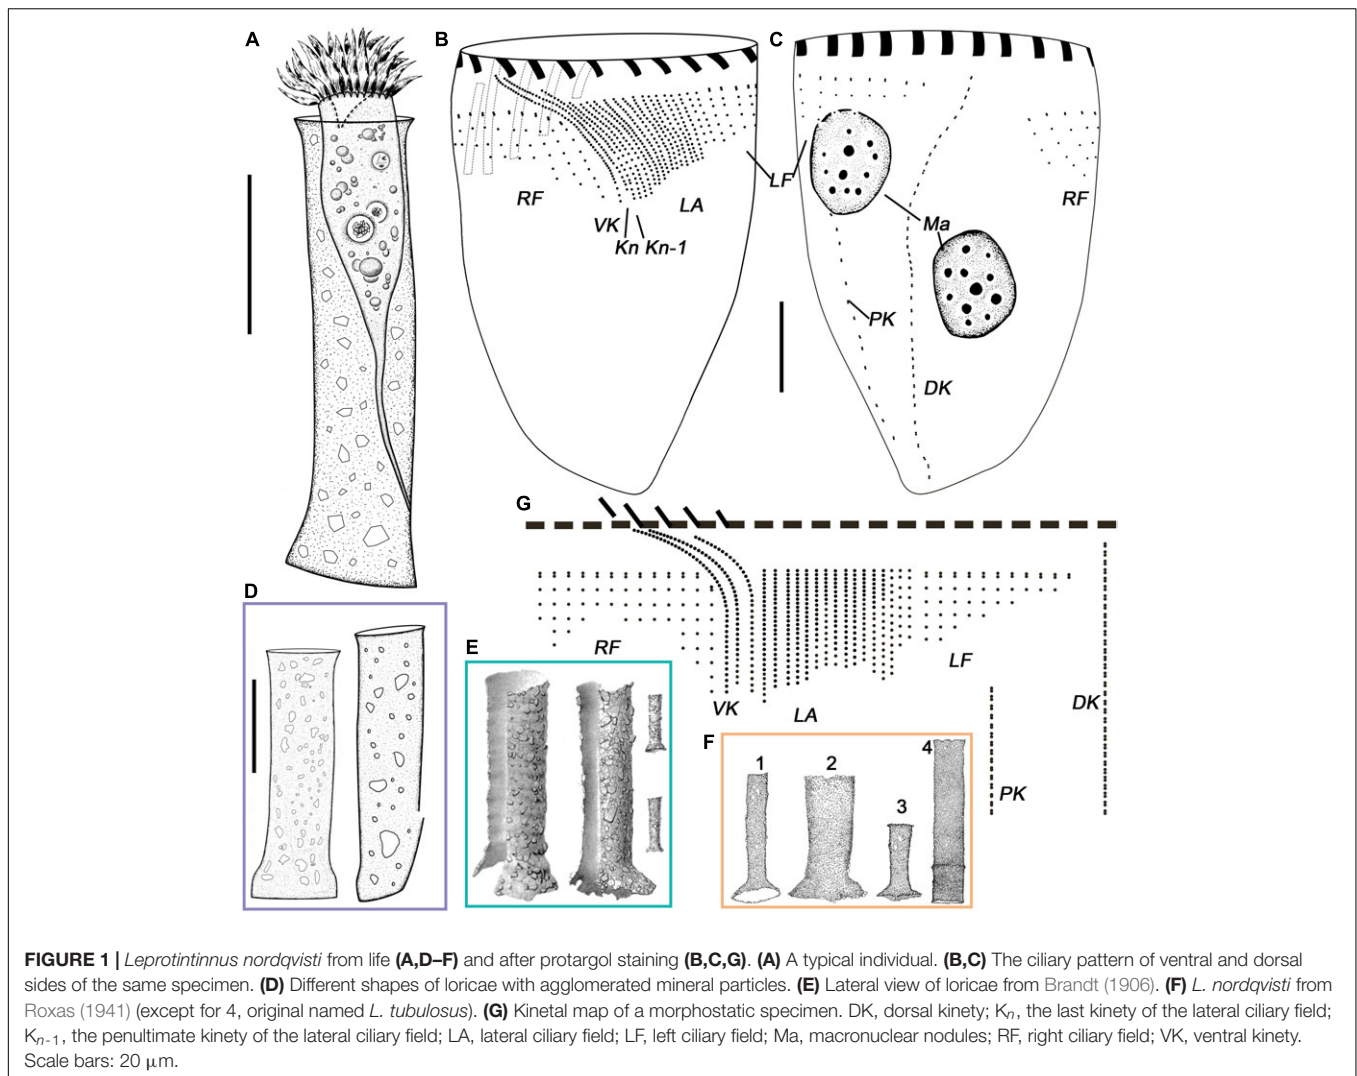 A
B
C
LF
RF
LA
VK
Kn Kn-1
Ma
RF
PK
DK
G
D
E
RF
LF
VK
LA
DK
F
1
2
3
4
PK
FIGURE 1 | Leprotintinnus nordqvisti from life (A,D–F) and after protargol staining (B,C,G). (A) A typical individual. (B,C) The ciliary pattern of ventral and dorsal
sides of the same specimen. (D) Different shapes of loricae with agglomerated mineral particles. (E) Lateral view of loricae from Brandt (1906). (F) L. nordqvisti from
Roxas (1941) (except for 4, original named L. tubulosus). (G) Kinetal map of a morphostatic specimen. DK, dorsal kinety; Kn, the last kinety of the lateral ciliary field;
Kn-1, the penultimate kinety of the lateral ciliary field; LA, lateral ciliary field; LF, left ciliary field; Ma, macronuclear nodules; RF, right ciliary field; VK, ventral kinety.
Scale bars: 20 μm.